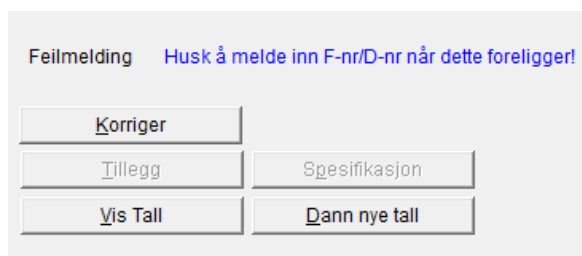 Feilmelding Husk å melde inn F-nr/D-nr når dette foreligger!
Korriger
Tillegg Spesifikasjon
Vis Tall Dann nye tall